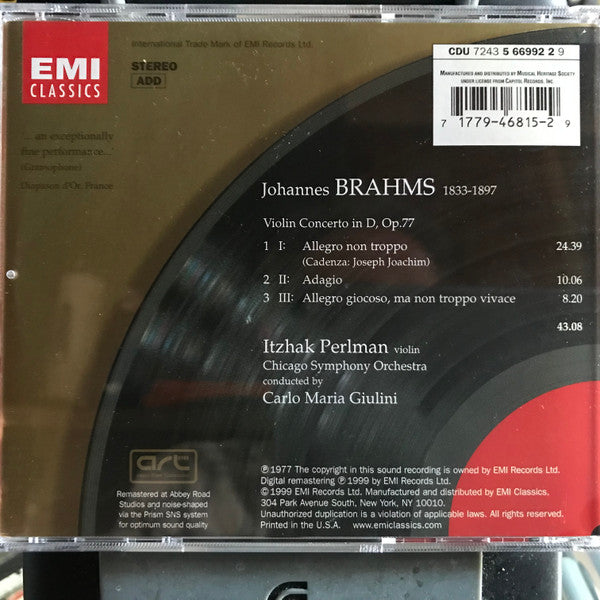 EMI
CLASSICS
International Trade Mark of EMI Records Ltd.
STEREO
ADD
CDU 7243 5 66992 2 9
MANUFACTURED AND DISTRIBUTED BY MUSICAL HERITAGE SOCIETY
UNDER LICENSE FROM CAPITOL RECORDS, INC.
7 1779-46815-2 9
'... an exceptionally
fine performance...'
(Gramophone)
Diapason d'Or, France
Johannes BRAHMS 1833-1897
Violin Concerto in D, Op.77
1 I: Allegro non troppo 24.39
(Cadenza: Joseph Joachim)
2 II: Adagio 10.06
3 III: Allegro giocoso, ma non troppo vivace 8.20
43.08
Itzhak Perlman violin
Chicago Symphony Orchestra
conducted by
Carlo Maria Giulini
art
Remastered at Abbey Road
Studios and noise-shaped
via the Prism SNS system
for optimum sound quality
℗ 1977 The copyright in this sound recording is owned by EMI Records Ltd.
Digital remastering ℗ 1999 by EMI Records Ltd.
© 1999 EMI Records Ltd. Manufactured and distributed by EMI Classics,
304 Park Avenue South, New York, NY 10010.
Unauthorized duplication is a violation of applicable laws. All rights reserved.
Printed in the U.S.A. www.emiclassics.com